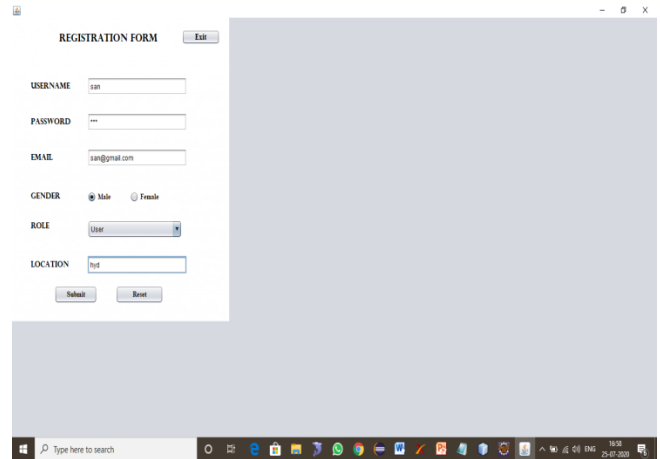 REGISTRATION FORM Exit
USERNAME san
PASSWORD ***
EMAIL san@gmail.com
GENDER Male Female
ROLE User
LOCATION hyd
Submit Reset
Type here to search ENG 16:58
25-07-2020